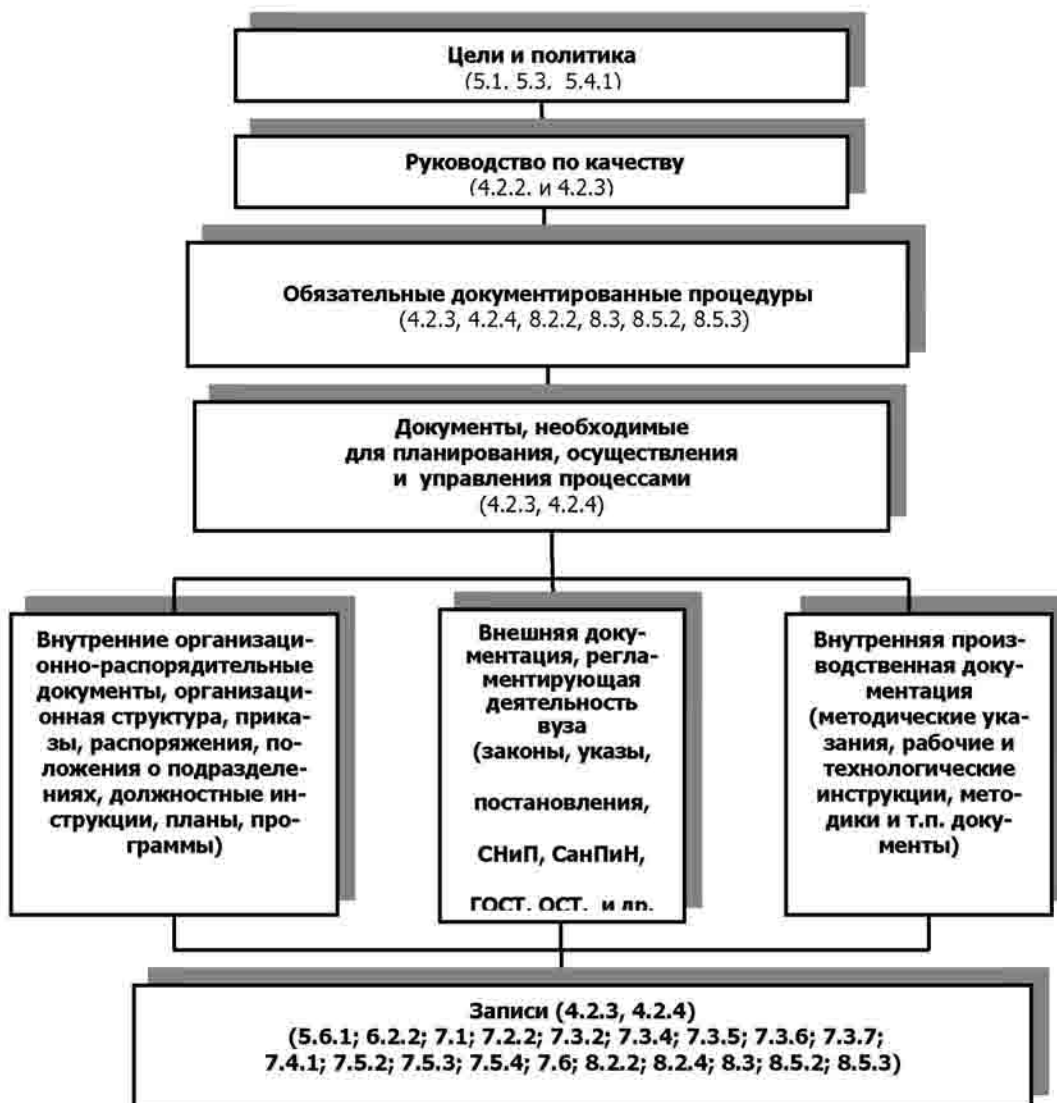 Цели и политика
(5.1, 5.3, 5.4.1)
Руководство по качеству
(4.2.2. и 4.2.3)
Обязательные документированные процедуры
(4.2.3, 4.2.4, 8.2.2, 8.3, 8.5.2, 8.5.3)
Документы, необходимые
для планирования, осуществления
и управления процессами
(4.2.3, 4.2.4)
Внутренние организаци-
онно-распорядительные
документы, организаци-
онная структура, прика-
зы, распоряжения, по-
ложения о подразделе-
ниях, должностные ин-
струкции, планы, про-
граммы)
Внешняя доку-
ментация, регла-
ментирующая
деятельность
вуза
(законы, указы,
постановления,
СНиП, СанПиН,
ГОСТ, ОСТ, и др.
Внутренняя произ-
водственная доку-
ментация
(методические ука-
зания, рабочие и
технологические
инструкции, мето-
дики и т.п. доку-
менты)
Записи (4.2.3, 4.2.4)
(5.6.1; 6.2.2; 7.1; 7.2.2; 7.3.2; 7.3.4; 7.3.5; 7.3.6; 7.3.7;
7.4.1; 7.5.2; 7.5.3; 7.5.4; 7.6; 8.2.2; 8.2.4; 8.3; 8.5.2; 8.5.3)